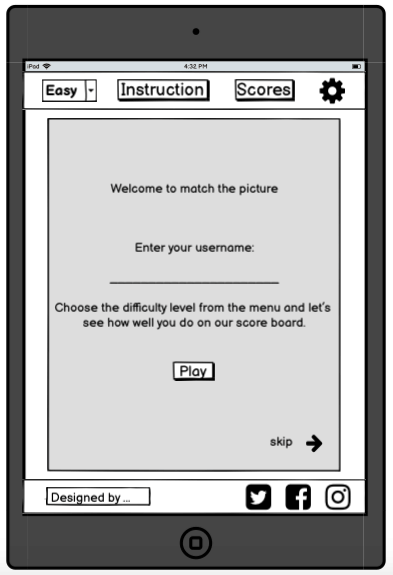 iPod 4:32 PM
Easy Instruction Scores
Welcome to match the picture
Enter your username:
Choose the difficulty level from the menu and let's
see how well you do on our score board.
Play
skip
Designed by ...